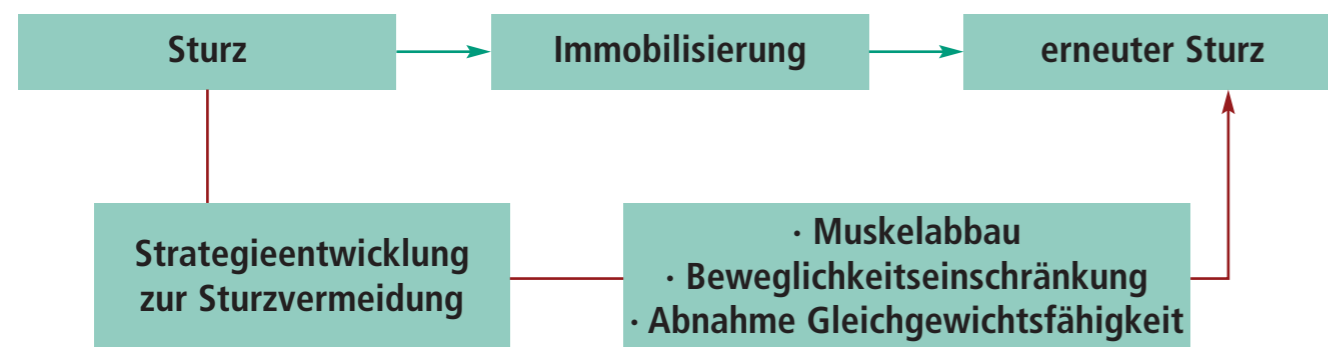 Sturz
Immobilisierung
erneuter Sturz
Strategieentwicklung
zur Sturzvermeidung
· Muskelabbau
· Beweglichkeitseinschränkung
· Abnahme Gleichgewichtsfähigkeit